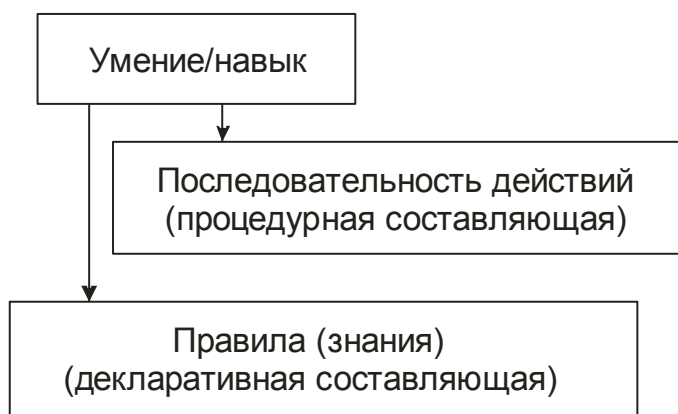 Умение/навык
Последовательность действий
(процедурная составляющая)
Правила (знания)
(декларативная составляющая)